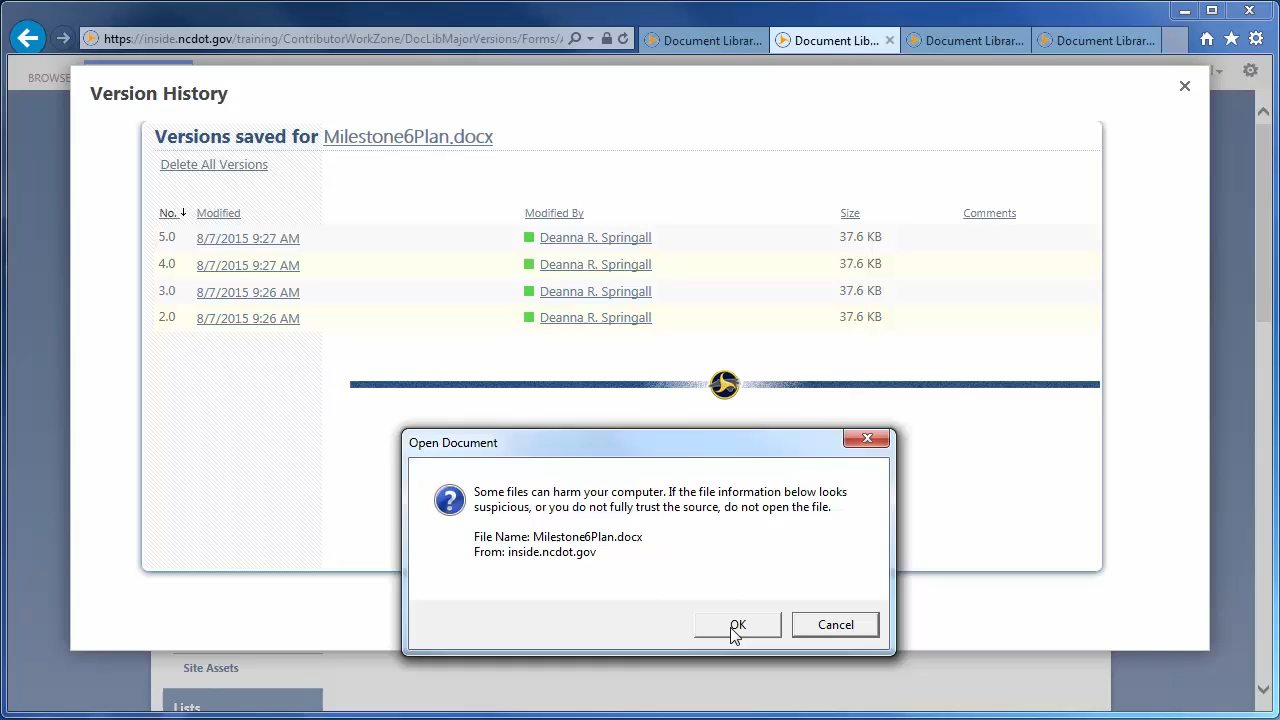 https://inside.ncdot.gov/training/ContributorWorkZone/DocLibMajorVersions/Forms/
Document Librar...
Document Lib...
Document Librar...
Document Librar...
BROWSE
Version History
Versions saved for Milestone6Plan.docx
Delete All Versions
No. Modified Modified By Size Comments
5.0 8/7/2015 9:27 AM Deanna R. Springall 37.6 KB
4.0 8/7/2015 9:27 AM Deanna R. Springall 37.6 KB
3.0 8/7/2015 9:26 AM Deanna R. Springall 37.6 KB
2.0 8/7/2015 9:26 AM Deanna R. Springall 37.6 KB
Open Document
Some files can harm your computer. If the file information below looks
suspicious, or you do not fully trust the source, do not open the file.
File Name: Milestone6Plan.docx
From: inside.ncdot.gov
OK Cancel
Site Assets
Lists